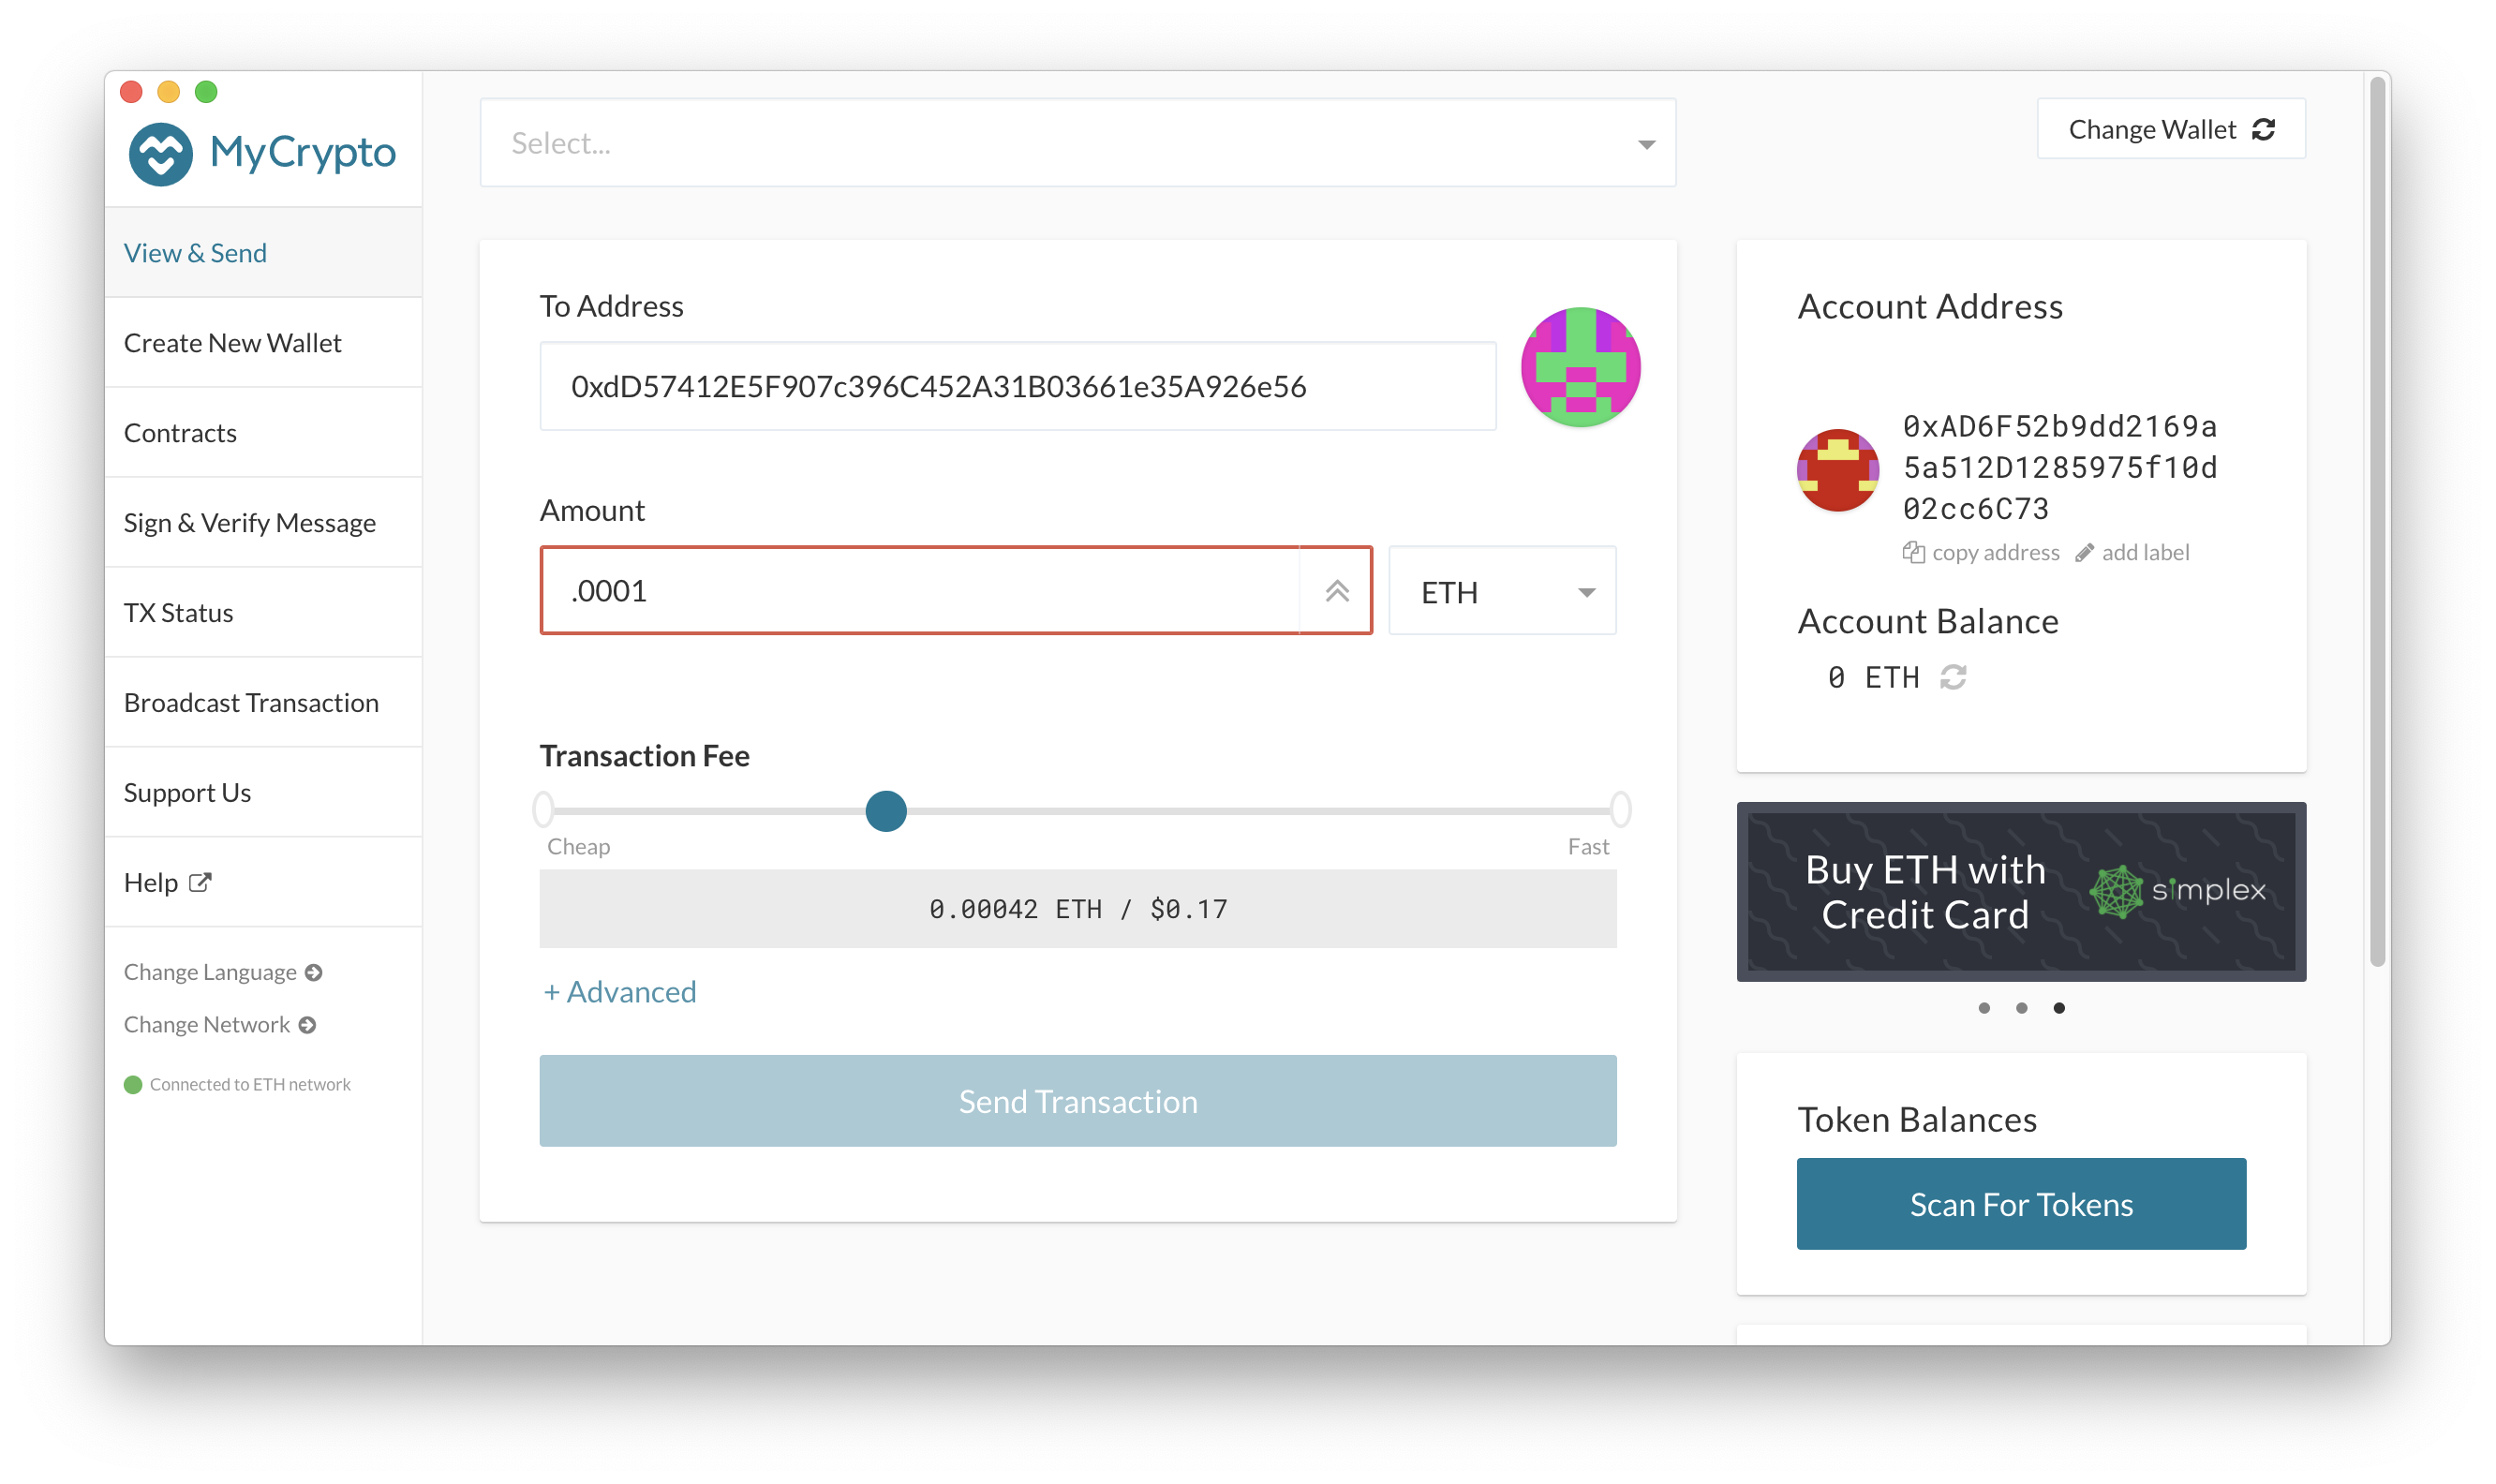 MyCrypto
View & Send
Create New Wallet
Contracts
Sign & Verify Message
TX Status
Broadcast Transaction
Support Us
Help
Change Language
Change Network
Connected to ETH network
Select...
Change Wallet
To Address
0xdD57412E5F907c396C452A31B03661e35A926e56
Amount
.0001
ETH
Transaction Fee
Cheap
Fast
0.00042 ETH / $0.17
+ Advanced
Send Transaction
Account Address
0xAD6F52b9dd2169a
5a512D1285975f10d
02cc6C73
copy address
add label
Account Balance
0 ETH
Buy ETH with
Credit Card
simplex
Token Balances
Scan For Tokens